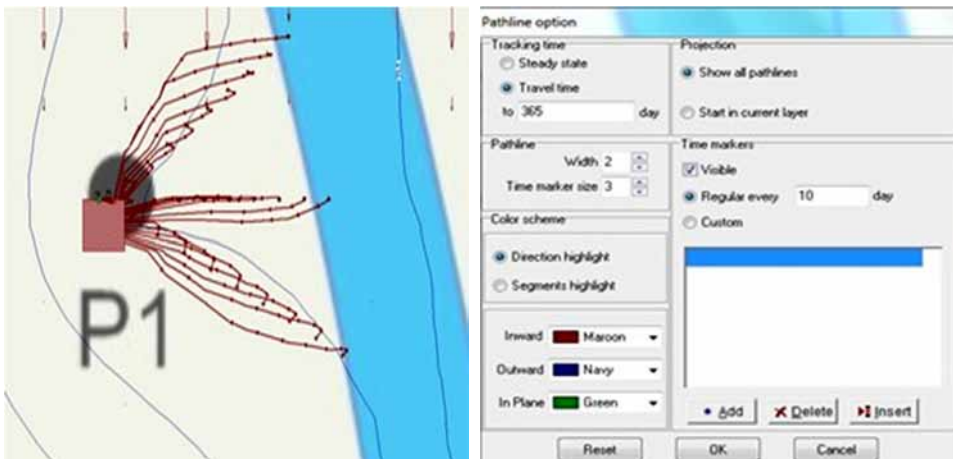 P1
Pathline option
Tracking time
Steady state
Travel time
to 365 day
Projection
Show all pathlines
Start in current layer
Pathline
Width 2
Time marker size 3
Time markers
Visible
Regular every 10 day
Custom
Color scheme
Direction highlight
Segments highlight
Inward Maroon
Outward Navy
In Plane Green
Add Delete Insert
Reset OK Cancel